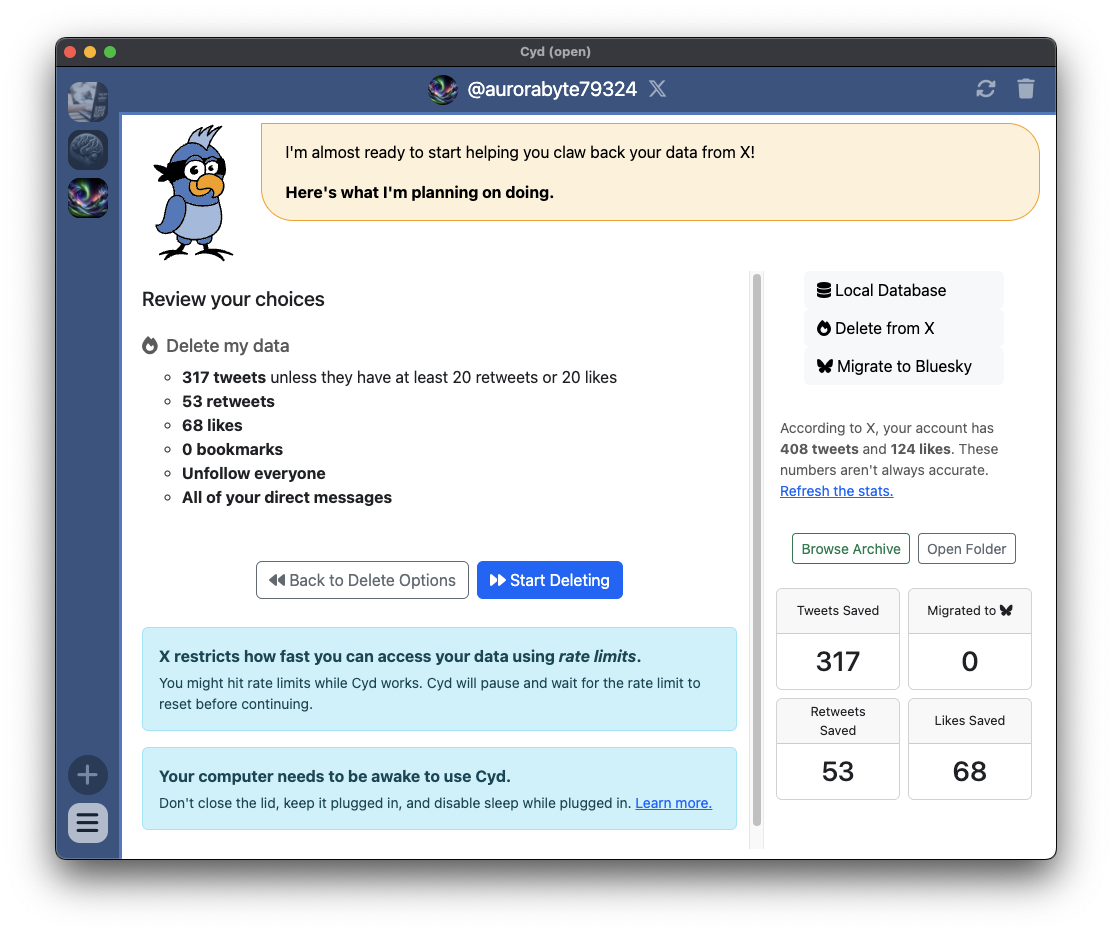 Cyd (open)
@aurorabyte79324
I'm almost ready to start helping you claw back your data from X!
Here's what I'm planning on doing.
Review your choices
Delete my data
317 tweets unless they have at least 20 retweets or 20 likes
53 retweets
68 likes
0 bookmarks
Unfollow everyone
All of your direct messages
Back to Delete Options
Start Deleting
X restricts how fast you can access your data using rate limits.
You might hit rate limits while Cyd works. Cyd will pause and wait for the rate limit to
reset before continuing.
Your computer needs to be awake to use Cyd.
Don't close the lid, keep it plugged in, and disable sleep while plugged in. Learn more.
Local Database
Delete from X
Migrate to Bluesky
According to X, your account has
408 tweets and 124 likes. These
numbers aren't always accurate.
Refresh the stats.
Browse Archive
Open Folder
Tweets Saved
317
Migrated to
0
Retweets
Saved
53
Likes Saved
68